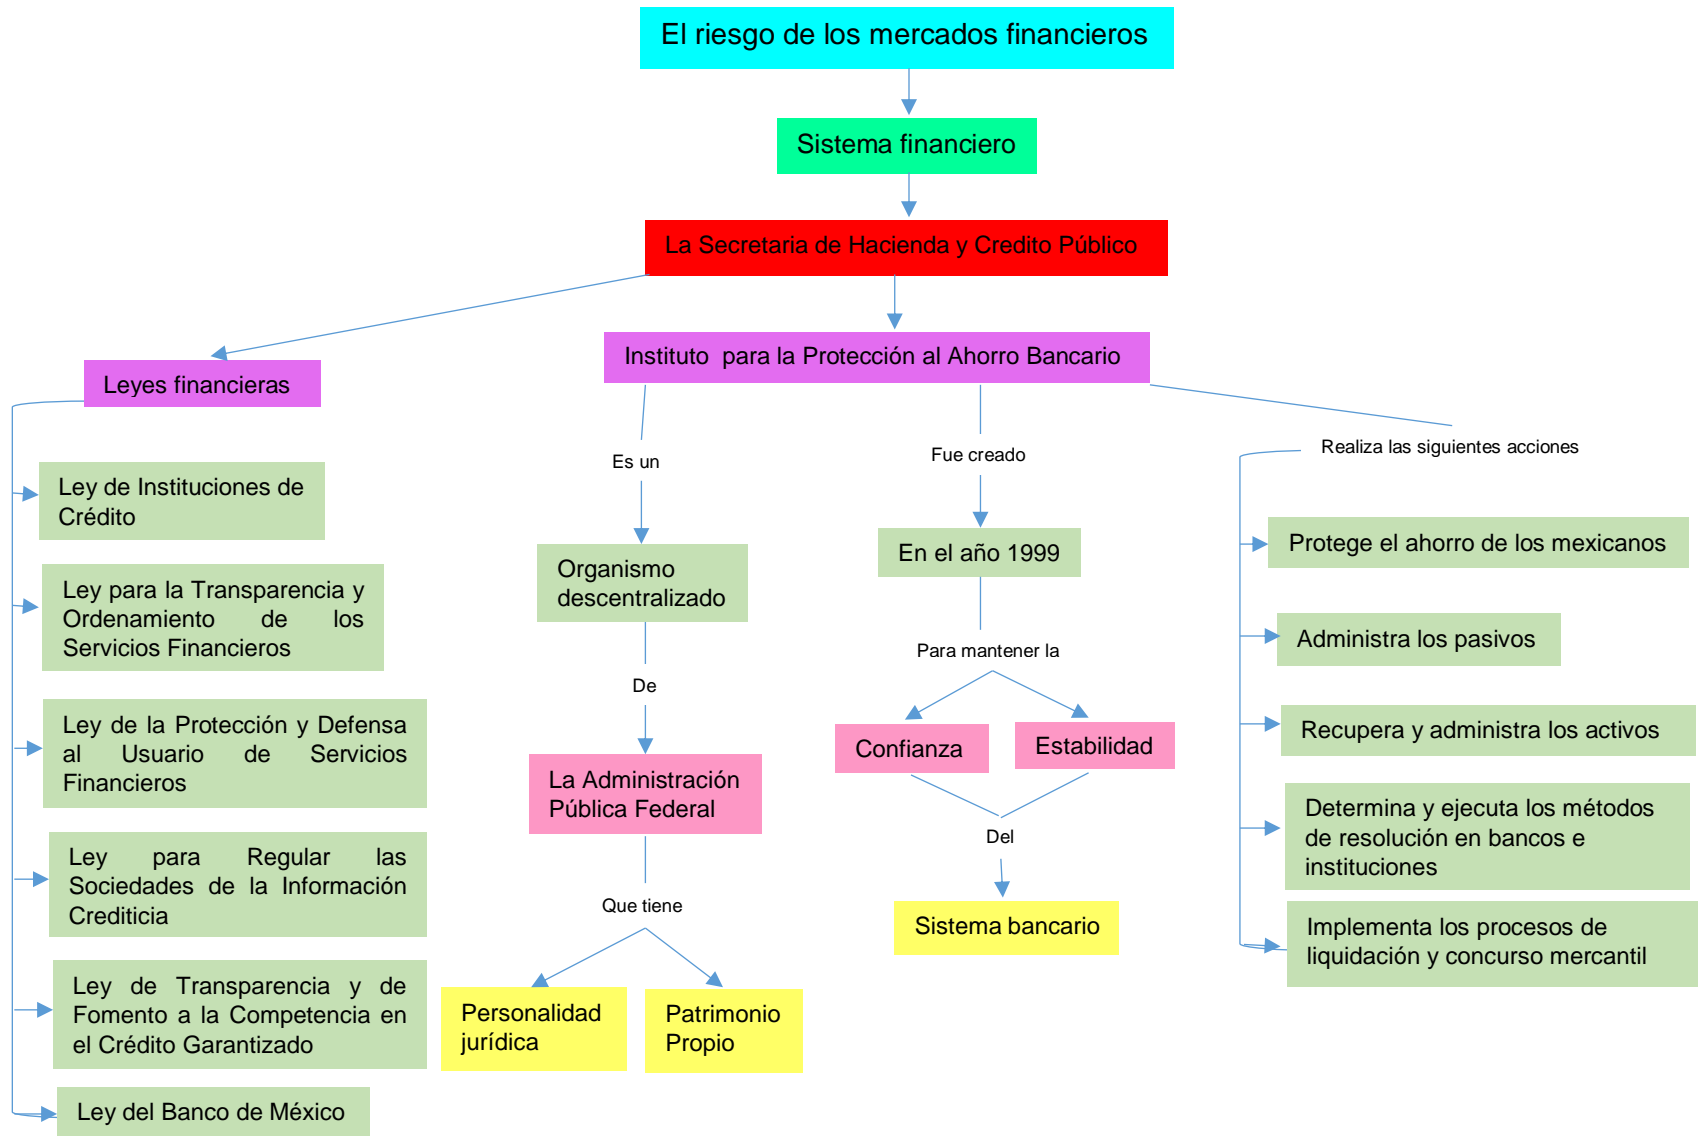 El riesgo de los mercados financieros
Sistema financiero
La Secretaria de Hacienda y Credito Público
Leyes financieras
Ley de Instituciones de
Crédito
Ley para la Transparencia y
Ordenamiento de los
Servicios Financieros
Ley de la Protección y Defensa
al Usuario de Servicios
Financieros
Ley para Regular las
Sociedades de la Información
Crediticia
Ley de Transparencia y de
Fomento a la Competencia en
el Crédito Garantizado
Ley del Banco de México
Instituto para la Protección al Ahorro Bancario
Es un
Organismo
descentralizado
De
La Administración
Pública Federal
Que tiene
Personalidad
jurídica
Patrimonio
Propio
Fue creado
En el año 1999
Para mantener la
Confianza
Estabilidad
Del
Sistema bancario
Realiza las siguientes acciones
Protege el ahorro de los mexicanos
Administra los pasivos
Recupera y administra los activos
Determina y ejecuta los métodos
de resolución en bancos e
instituciones
Implementa los procesos de
liquidación y concurso mercantil